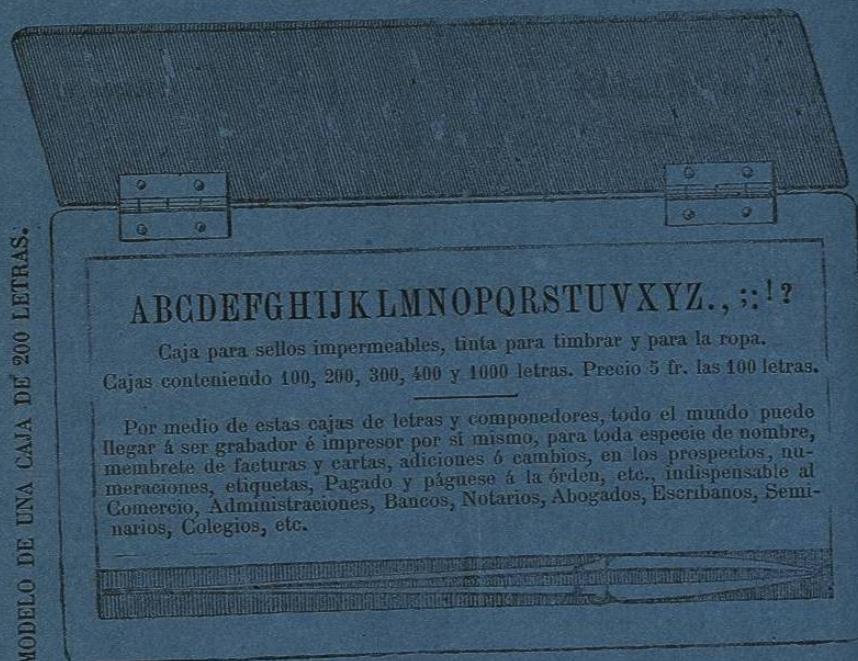 MODELO DE UNA CAJA DE 200 LETRAS.
ABCDEFGHIJKLMNOPQRSTUVXYZ.,;:!?
Caja para sellos impermeables, tinta para timbrar y para la ropa.
Cajas conteniendo 100, 200, 300, 400 y 1000 letras. Precio 5 fr. las 100 letras.
Por medio de estas cajas de letras y componedores, todo el mundo puede
llegar á ser grabador é impresor por sí mismo, para toda especie de nombre,
membrete de facturas y cartas, adiciones ó cambios, en los prospectos, nu-
meraciones, etiquetas, Pagado y páguese á la órden, etc., indispensable al
Comercio, Administraciones, Bancos, Notarios, Abogados, Escribanos, Semi-
narios, Colegios, etc.